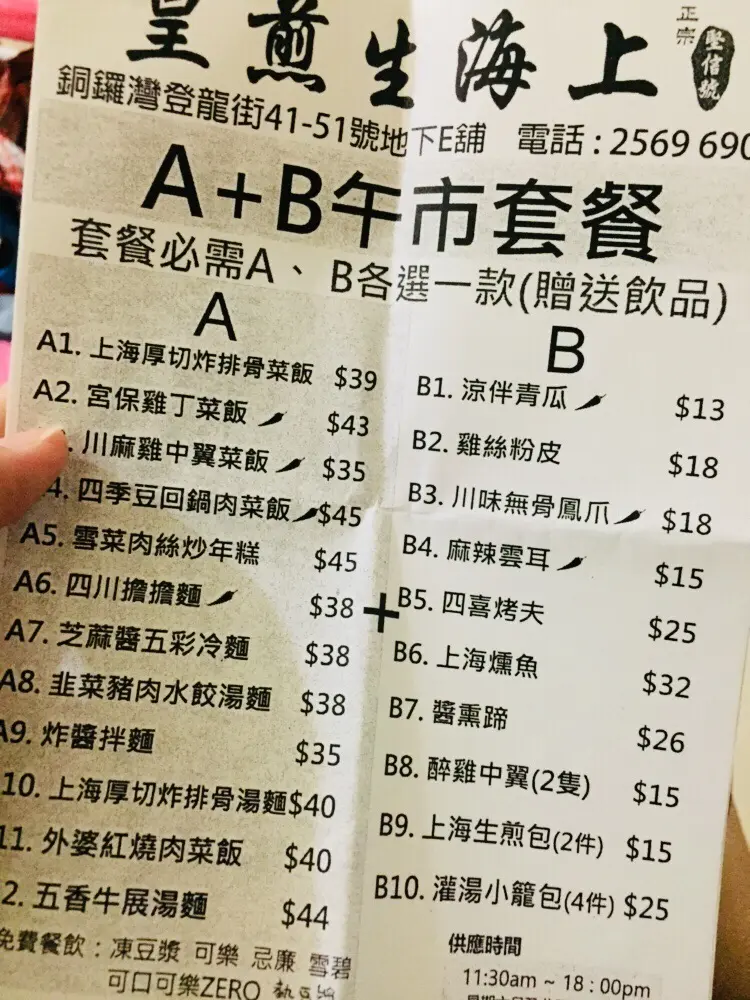 皇煎生海上
正宗
堅信號
銅鑼灣登龍街41-51號地下E舖 電話:2569 690
A+B午市套餐
套餐必需A、B各選一款(贈送飲品)
A
A1. 上海厚切炸排骨菜飯 $39
A2. 宮保雞丁菜飯 $43
川麻雞中翼菜飯 $35
4. 四季豆回鍋肉菜飯 $45
A5. 雪菜肉絲炒年糕 $45
A6. 四川擔擔麵 $38
A7. 芝蔴醬五彩冷麵 $38
A8. 韭菜豬肉水餃湯麵 $38
A9. 炸醬拌麵 $35
10. 上海厚切炸排骨湯麵 $40
11. 外婆紅燒肉菜飯 $40
2. 五香牛展湯麵 $44
免費餐飲:凍豆漿 可樂 忌廉 雪碧
可口可樂ZERO
+
B
B1. 涼伴青瓜 $13
B2. 雞絲粉皮 $18
B3. 川味無骨鳳爪 $18
B4. 麻辣雲耳 $15
B5. 四喜烤夫 $25
B6. 上海燻魚 $32
B7. 醬熏蹄 $26
B8. 醉雞中翼(2隻) $15
B9. 上海生煎包(2件) $15
B10. 灌湯小籠包(4件) $25
供應時間
11:30am ~ 18:00pm